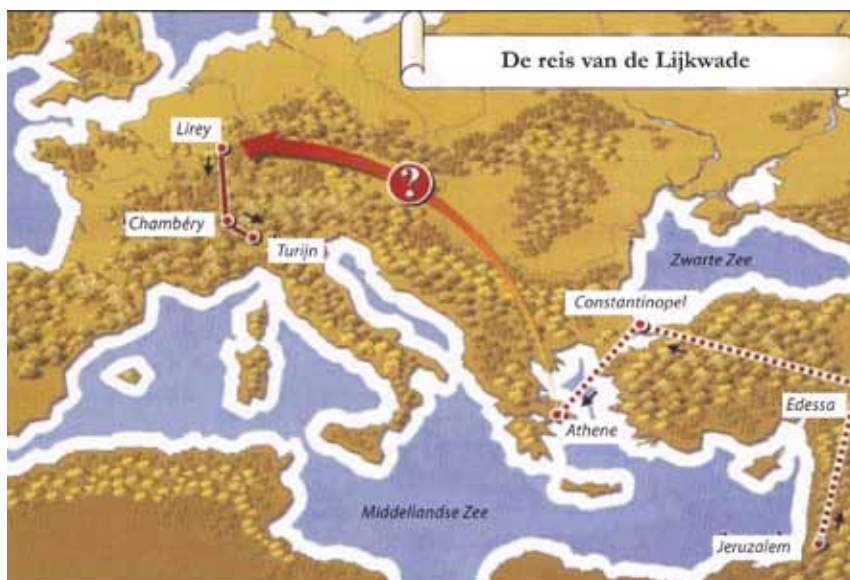 De reis van de Lijkwade
Lirey
?
Chambéry
Turijn
Zwarte Zee
Constantinopel
Edessa
Athene
Middellandse Zee
Jeruzalem